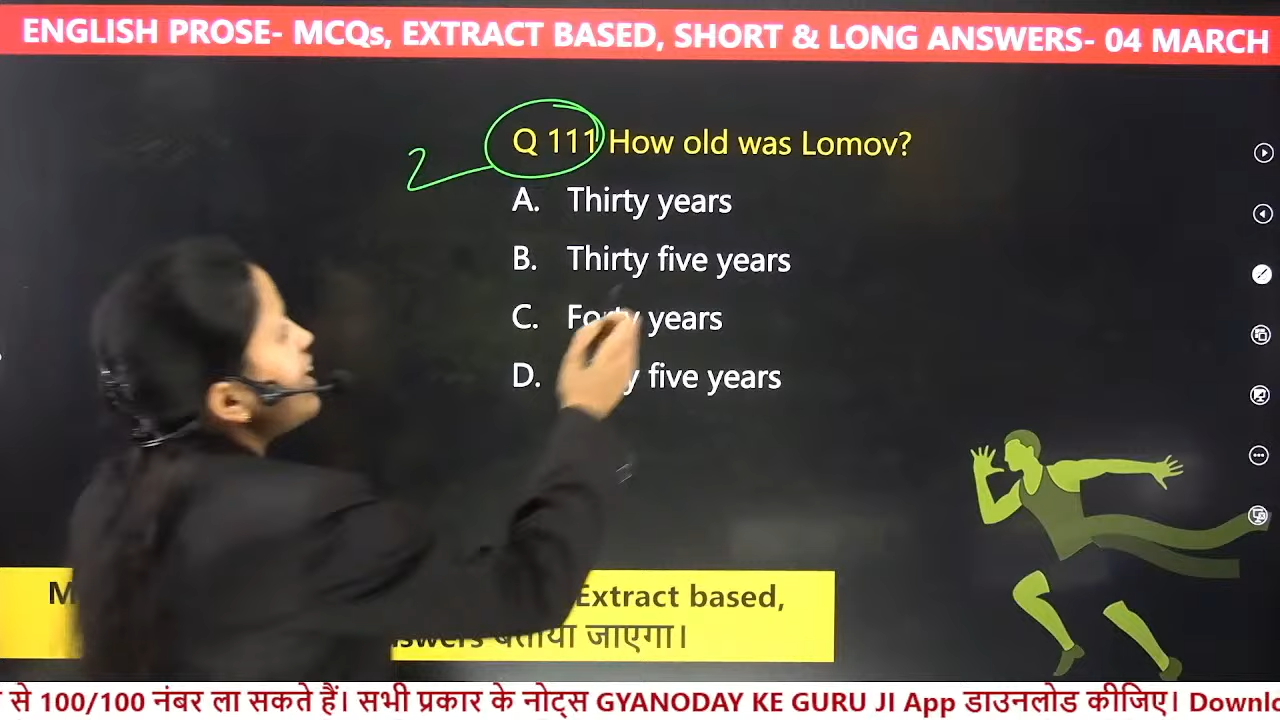 ENGLISH PROSE- MCQs, EXTRACT BASED, SHORT & LONG ANSWERS- 04 MARCH
2
Q 111 How old was Lomov?
A. Thirty years
B. Thirty five years
C. Forty years
D. five years
Extract based,
बताया जाएगा।
से 100/100 नंबर ला सकते हैं। सभी प्रकार के नोट्स GYANODAY KE GURU JI App डाउनलोड कीजिए।